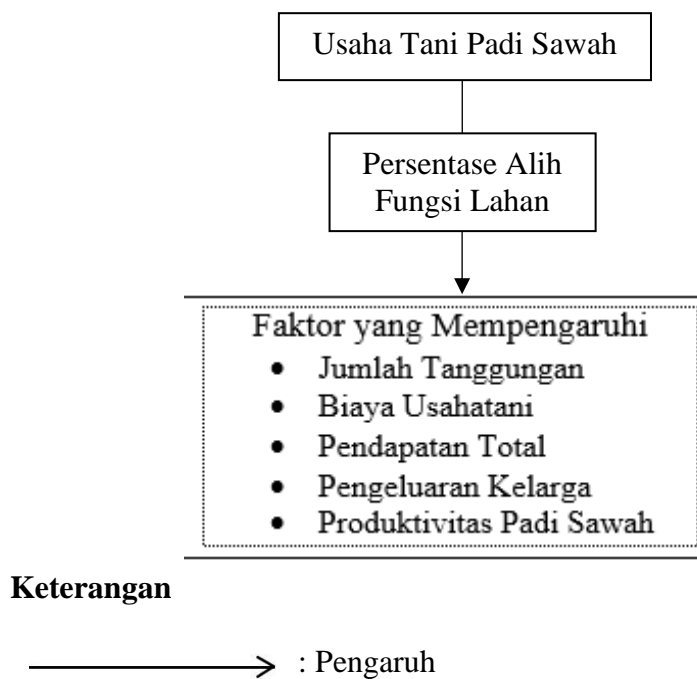 Usaha Tani Padi Sawah
Persentase Alih
Fungsi Lahan
Faktor yang Mempengaruhi
• Jumlah Tanggungan
• Biaya Usahatani
• Pendapatan Total
• Pengeluaran Kelarga
• Produktivitas Padi Sawah
Keterangan
: Pengaruh